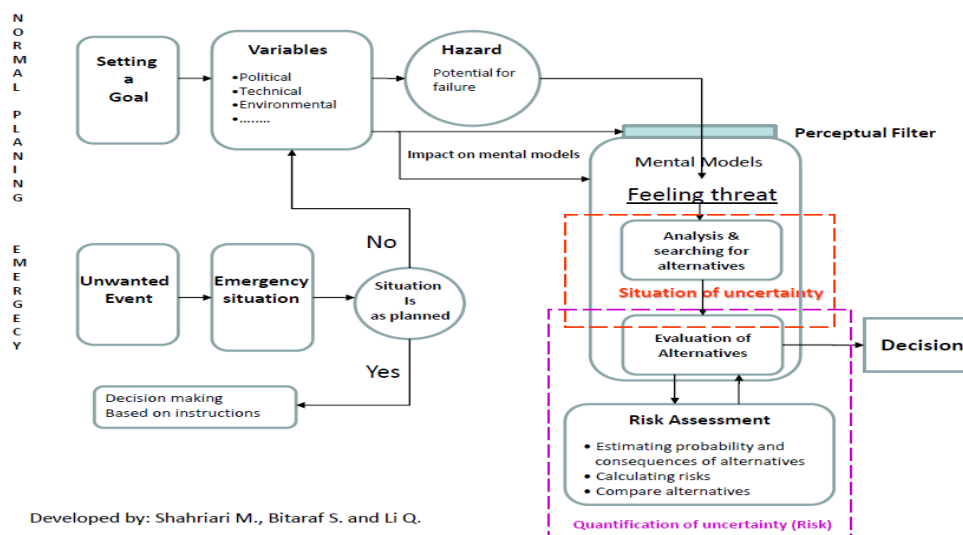 NORMAL PLANING
EMERGECY
Setting
a
Goal
Variables
•Political
•Technical
•Environmental
•........
Hazard
Potential for
failure
Impact on mental models
Perceptual Filter
Mental Models
Feeling threat
Analysis &
searching for
alternatives
Situation of uncertainty
Unwanted
Event
Emergency
situation
No
Situation
Is
as planned
Yes
Decision making
Based on instructions
Evaluation of
Alternatives
Decision
Risk Assessment
• Estimating probability and
consequences of alternatives
• Calculating risks
• Compare alternatives
Quantification of uncertainty (Risk)
Developed by: Shahriari M., Bitaraf S. and Li Q.